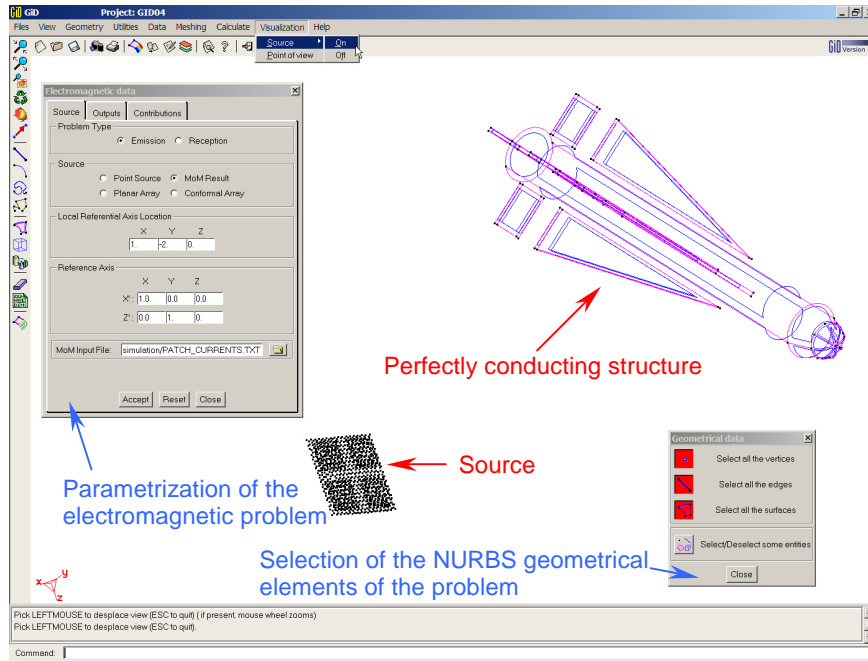 GiD Project: GID04
Files View Geometry Utilities Data Meshing Calculate Visualization Help
Source On
Point of view Off
GiD Version
Electromagnetic data
Source Outputs Contributions
Problem Type
Emission Reception
Source
Point Source MoM Result
Planar Array Conformal Array
Local Referential Axis Location
X Y Z
1. -2. 0.
Reference Axis
X Y Z
X': 1.0 0.0 0.0
Z': 0.0 1. 0.
MoM Input File: simulation/PATCH_CURRENTS.TXT
Accept Reset Close
Perfectly conducting structure
Source
Parametrization of the
electromagnetic problem
Selection of the NURBS geometrical
elements of the problem
Geometrical data
Select all the vertices
Select all the edges
Select all the surfaces
Select/Deselect some entities
Close
x y
z
Pick LEFTMOUSE to desplace view (ESC to quit) ( if present, mouse wheel zooms)
Pick LEFTMOUSE to desplace view (ESC to quit).
Command: